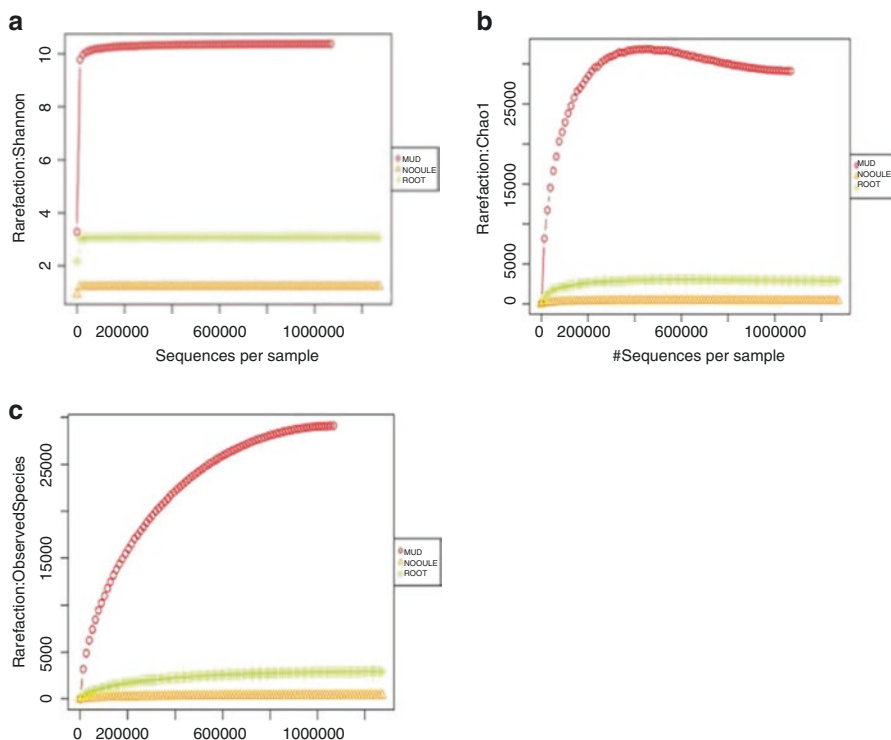 a
Rarefaction:Shannon
10
8
6
4
2
0 200000 600000 1000000
Sequences per sample
MUD
NOOULE
ROOT
b
Rarefaction:Chao1
25000
15000
5000
0
0 200000 600000 1000000
#Sequences per sample
MUD
NOOULE
ROOT
c
Rarefaction:ObservedSpecies
25000
15000
5000
0
0 200000 600000 1000000
MUD
NOOULE
ROOT